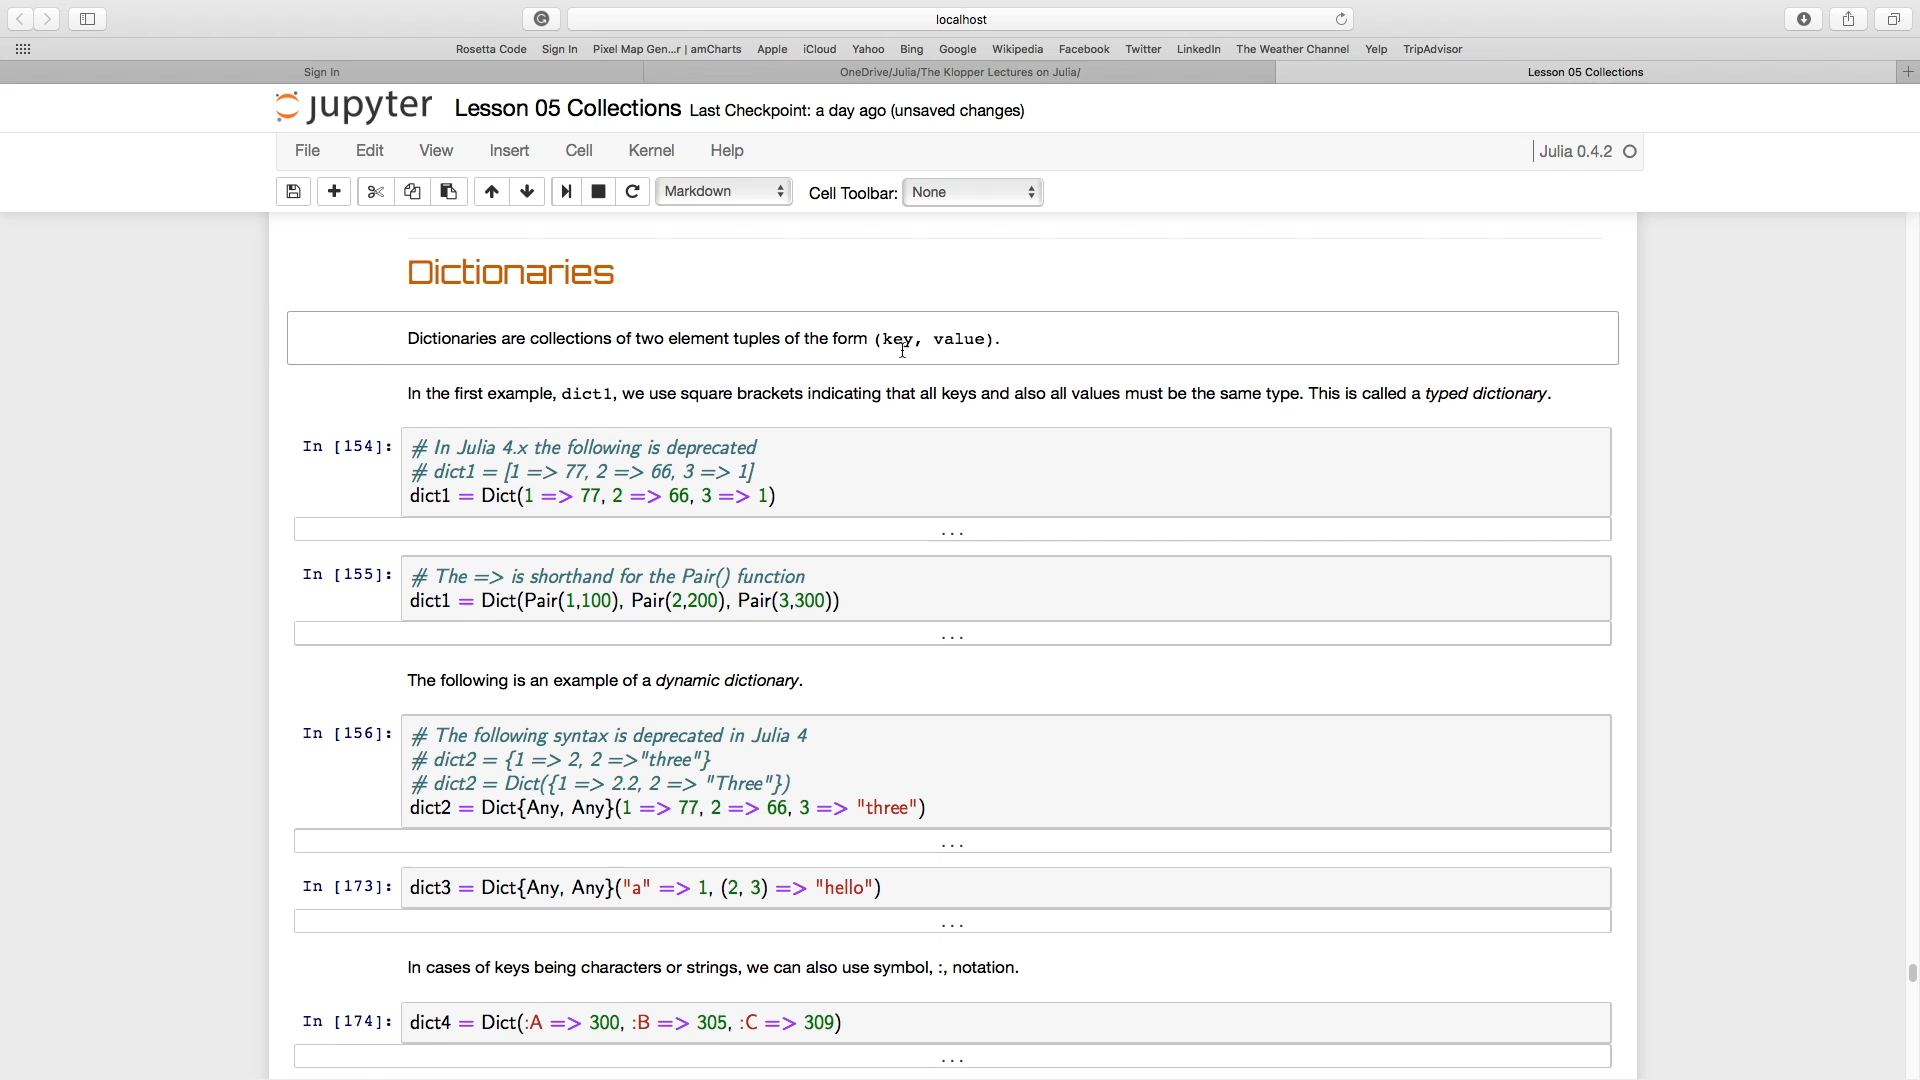 localhost
Rosetta Code Sign In Pixel Map Gen...r | amCharts Apple iCloud Yahoo Bing Google Wikipedia Facebook Twitter LinkedIn The Weather Channel Yelp TripAdvisor
Sign In OneDrive/Julia/The Klopper Lectures on Julia/ Lesson 05 Collections
jupyter Lesson 05 Collections Last Checkpoint: a day ago (unsaved changes)
File Edit View Insert Cell Kernel Help Julia 0.4.2
Markdown Cell Toolbar: None
Dictionaries
Dictionaries are collections of two element tuples of the form (key, value).
In the first example, dict1, we use square brackets indicating that all keys and also all values must be the same type. This is called a typed dictionary.
In [154]: # In Julia 4.x the following is deprecated
# dict1 = [1 => 77, 2 => 66, 3 => 1]
dict1 = Dict(1 => 77, 2 => 66, 3 => 1)
...
In [155]: # The => is shorthand for the Pair() function
dict1 = Dict(Pair(1,100), Pair(2,200), Pair(3,300))
...
The following is an example of a dynamic dictionary.
In [156]: # The following syntax is deprecated in Julia 4
# dict2 = {1 => 2, 2 =>"three"}
# dict2 = Dict({1 => 2.2, 2 => "Three"})
dict2 = Dict{Any, Any}(1 => 77, 2 => 66, 3 => "three")
...
In [173]: dict3 = Dict{Any, Any}("a" => 1, (2, 3) => "hello")
...
In cases of keys being characters or strings, we can also use symbol, :, notation.
In [174]: dict4 = Dict(:A => 300, :B => 305, :C => 309)
...